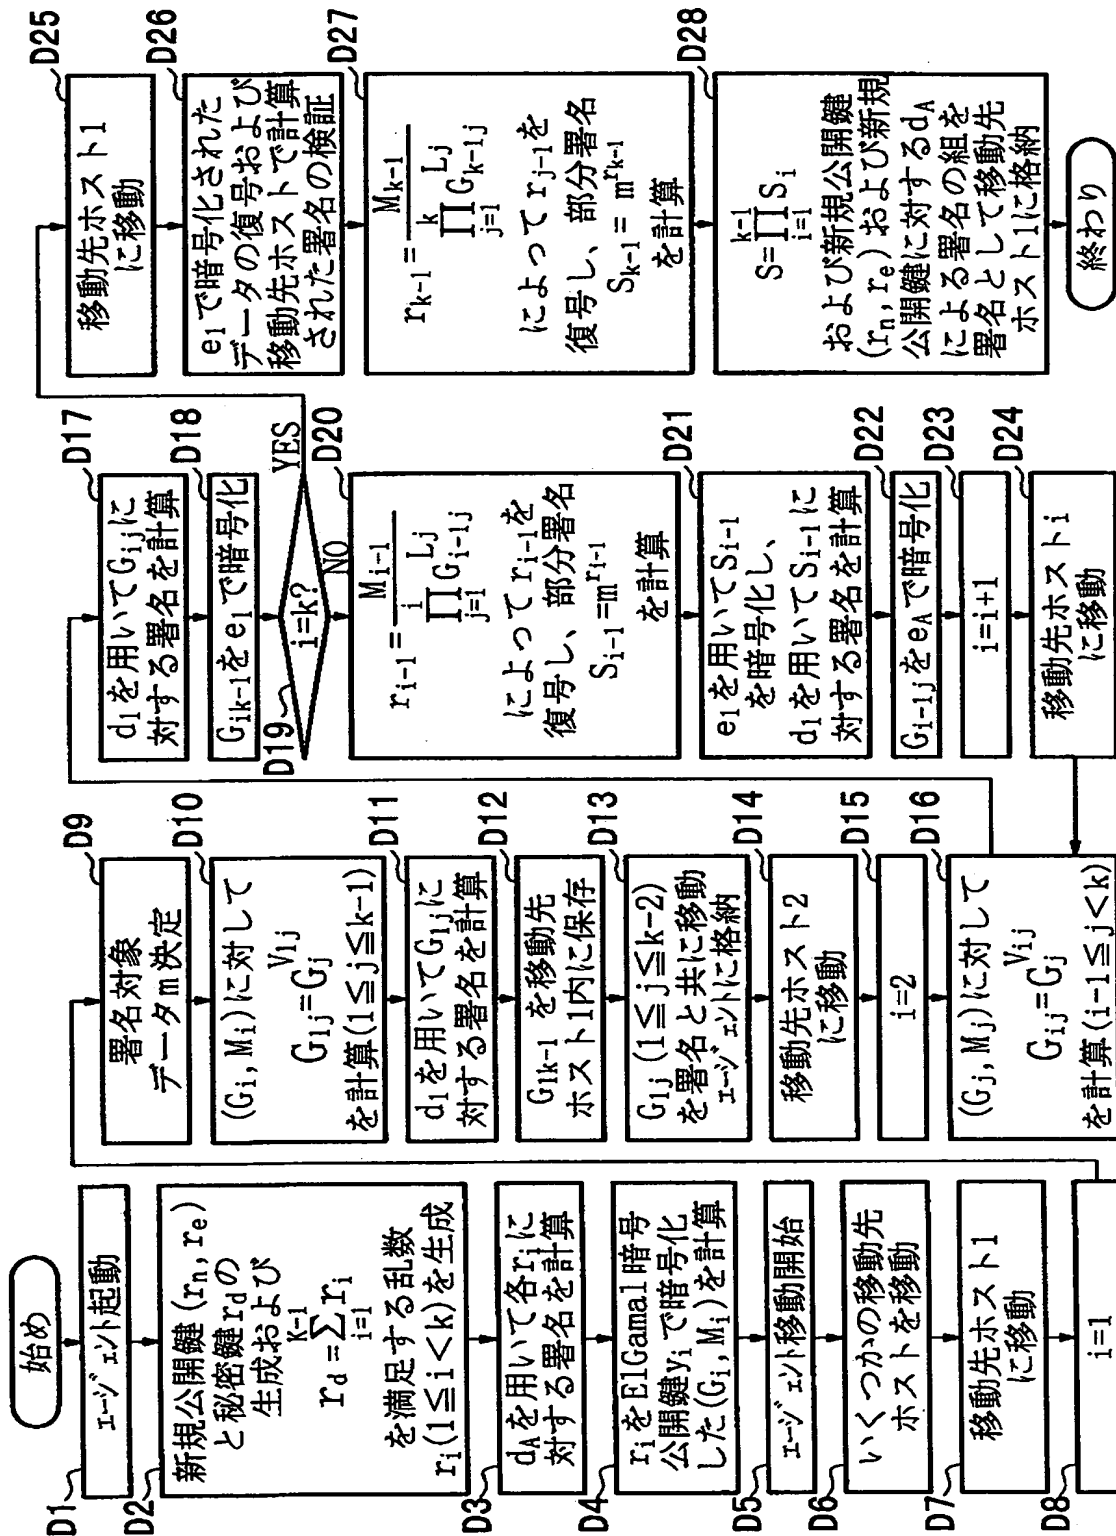 始め
D1
エージェント起動
D2
新規公開鍵(rn, re)
と秘密鍵rdの
生成および
rd=∑ri
K-1
i=1
を満足する乱数
ri(1≦i<k)を生成
D3
dAを用いて各riに
対する署名を計算
D4
riをElGamal暗号
公開鍵yiで暗号化
した(Gi, Mi)を計算
D5
エージェント移動開始
D6
いくつかの移動先
ホストを移動
D7
移動先ホスト1
に移動
D8
i=1
D9
署名対象
データm決定
D10
(Gi, Mi)に対して
G1j=Gj^V1j
を計算(1≦j≦k-1)
D11
d1を用いてG1jに
対する署名を計算
D12
G1k-1 を移動先
ホスト1内に保存
D13
G1j(1≦j≦k-2)
を署名と共に移動
エージェントに格納
D14
移動先ホスト2
に移動
D15
i=2
D16
(Gj, Mj)に対して
Gij=Gj^Vij
を計算(i-1≦j<k)
D17
d1を用いてGijに
対する署名を計算
D18
Gik-1をe1で暗号化
D19
i=k?
YES
NO
D20
ri-1= Mi-1
i
∏Gi-1j^Lj
j=1
によってri-1を
復号し、部分署名
Si-1=m^ri-1
を計算
D21
e1を用いてSi-1
を暗号化し、
d1を用いてSi-1に
対する署名を計算
D22
Gi-1jをeAで暗号化
D23
i=i+1
D24
移動先ホストi
に移動
D25
移動先ホスト1
に移動
D26
e1で暗号化された
データの復号および
移動先ホストで計算
された署名の検証
D27
rk-1= Mk-1
k
∏Gk-1j^Lj
j=1
によってrj-1を
復号し、部分署名
Sk-1= m^rk-1
を計算
D28
k-1
S=∏Si
i=1
および新規公開鍵
(rn, re)および新規
公開鍵に対するdA
による署名の組を
署名として移動先
ホスト1に格納
終わり